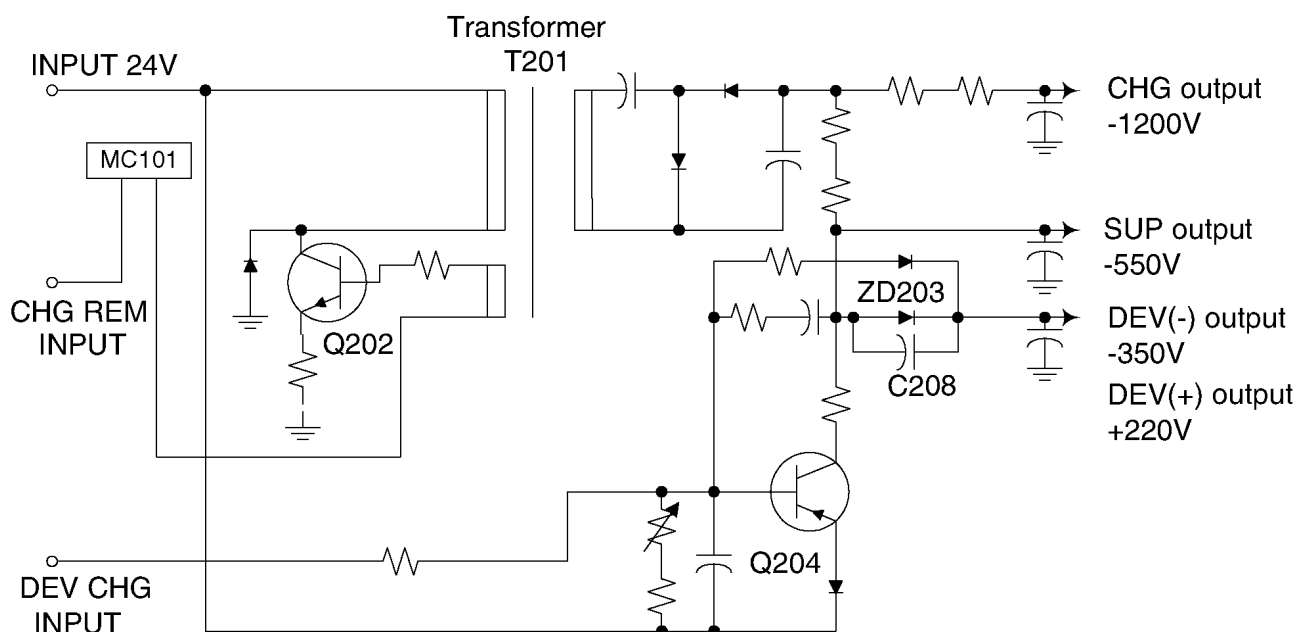 Transformer
T201
INPUT 24V
CHG output
-1200V
MC101
SUP output
-550V
CHG REM
INPUT
ZD203
DEV(-) output
-350V
Q202
C208
DEV(+) output
+220V
Q204
DEV CHG
INPUT